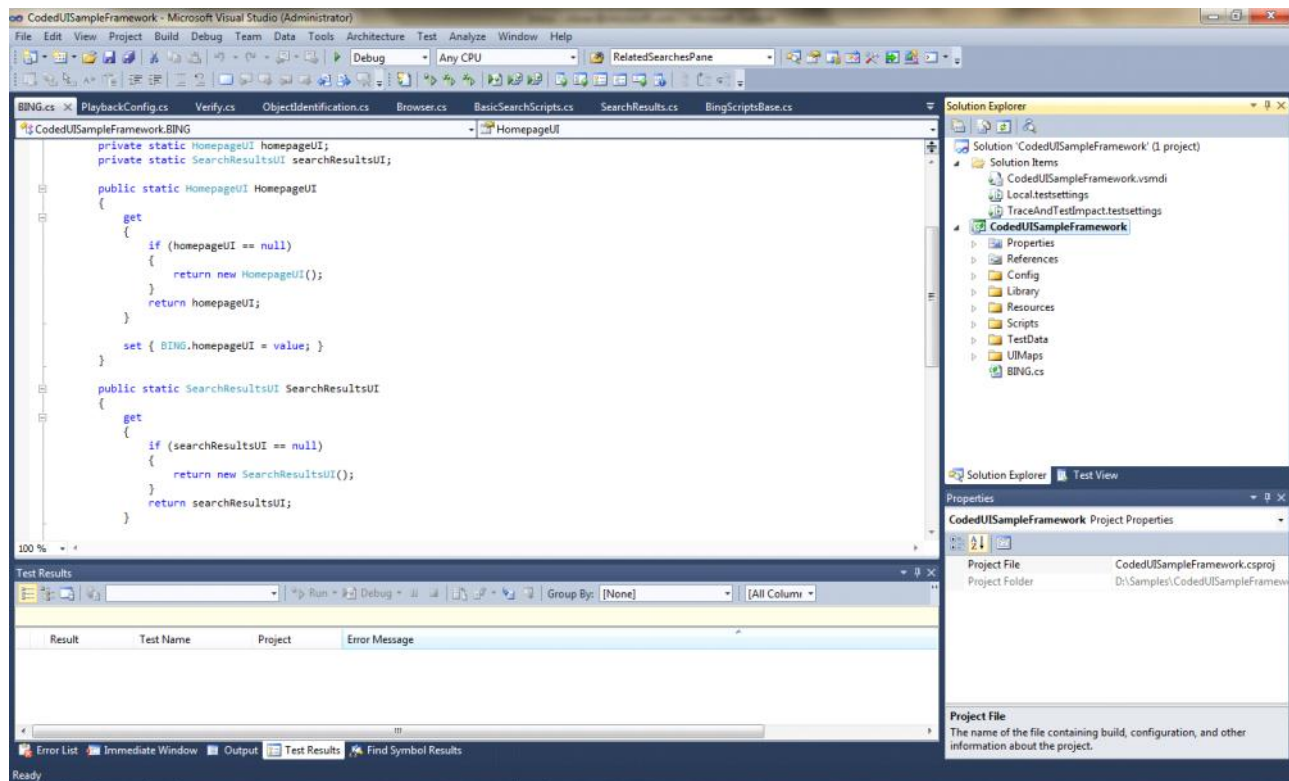 CodedUISampleFramework - Microsoft Visual Studio (Administrator)
File Edit View Project Build Debug Team Data Tools Architecture Test Analyze Window Help
Debug Any CPU RelatedSearchesPane
BING.cs PlaybackConfig.cs Verify.cs ObjectIdentification.cs Browser.cs BasicSearchScripts.cs SearchResults.cs BingScriptsBase.cs
CodedUISampleFramework.BING HomepageUI
private static HomepageUI homepageUI;
private static SearchResultsUI searchResultsUI;
public static HomepageUI HomepageUI
{
get
{
if (homepageUI == null)
{
return new HomepageUI();
}
return homepageUI;
}
set { BING.homepageUI = value; }
}
public static SearchResultsUI SearchResultsUI
{
get
{
if (searchResultsUI == null)
{
return new SearchResultsUI();
}
return searchResultsUI;
}
100 %
Test Results
Run Debug Group By: [None] [All Column
Result Test Name Project Error Message
Error List Immediate Window Output Test Results Find Symbol Results
Ready
Solution Explorer
Solution 'CodedUISampleFramework' (1 project)
Solution Items
CodedUISampleFramework.vsmdi
Local.testsettings
TraceAndTestImpact.testsettings
CodedUISampleFramework
Properties
References
Config
Library
Resources
Scripts
TestData
UIMaps
BING.cs
Solution Explorer Test View
Properties
CodedUISampleFramework Project Properties
Project File CodedUISampleFramework.csproj
Project Folder D:\Samples\CodedUISampleFramew
Project File
The name of the file containing build, configuration, and other
information about the project.